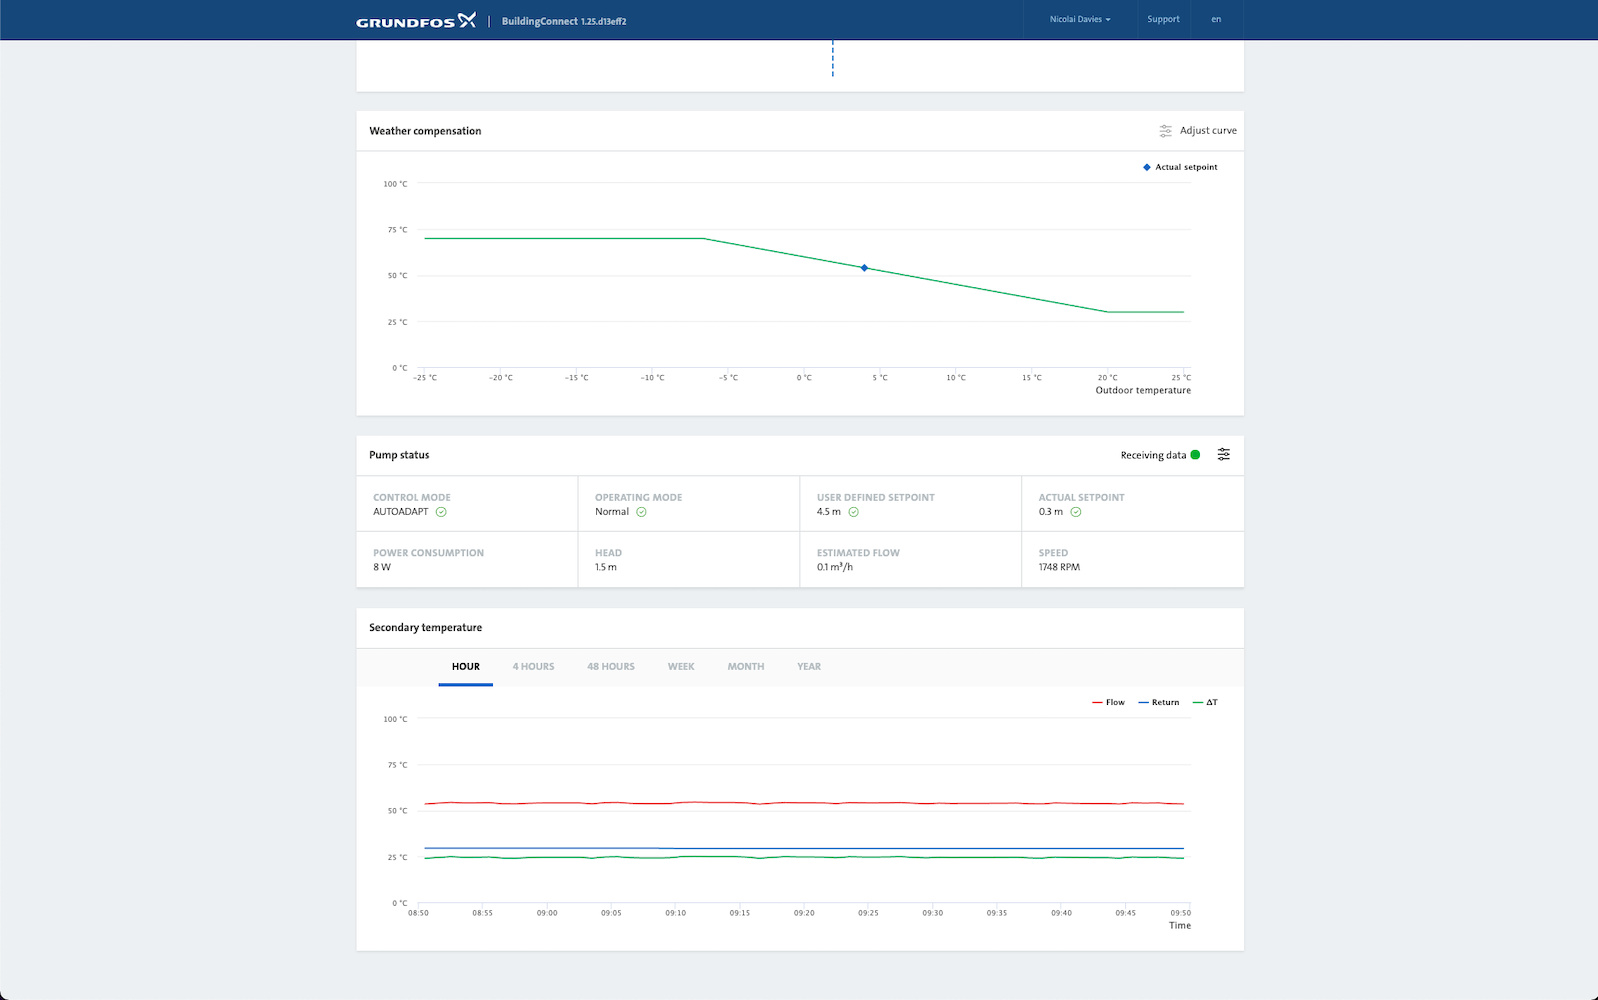 GRUNDFOS | BuildingConnect 1.25.d13eff2 Nicolai Davies Support en
Weather compensation Adjust curve
Actual setpoint
100 °C
75 °C
50 °C
25 °C
0 °C
-25 °C -20 °C -15 °C -10 °C -5 °C 0 °C 5 °C 10 °C 15 °C 20 °C 25 °C
Outdoor temperature
Pump status Receiving data
CONTROL MODE OPERATING MODE USER DEFINED SETPOINT ACTUAL SETPOINT
AUTOADAPT Normal 4.5 m 0.3 m
POWER CONSUMPTION HEAD ESTIMATED FLOW SPEED
8 W 1.5 m 0.1 m³/h 1748 RPM
Secondary temperature
HOUR 4 HOURS 48 HOURS WEEK MONTH YEAR
Flow Return ΔT
100 °C
75 °C
50 °C
25 °C
0 °C
08:50 08:55 09:00 09:05 09:10 09:15 09:20 09:25 09:30 09:35 09:40 09:45 09:50
Time